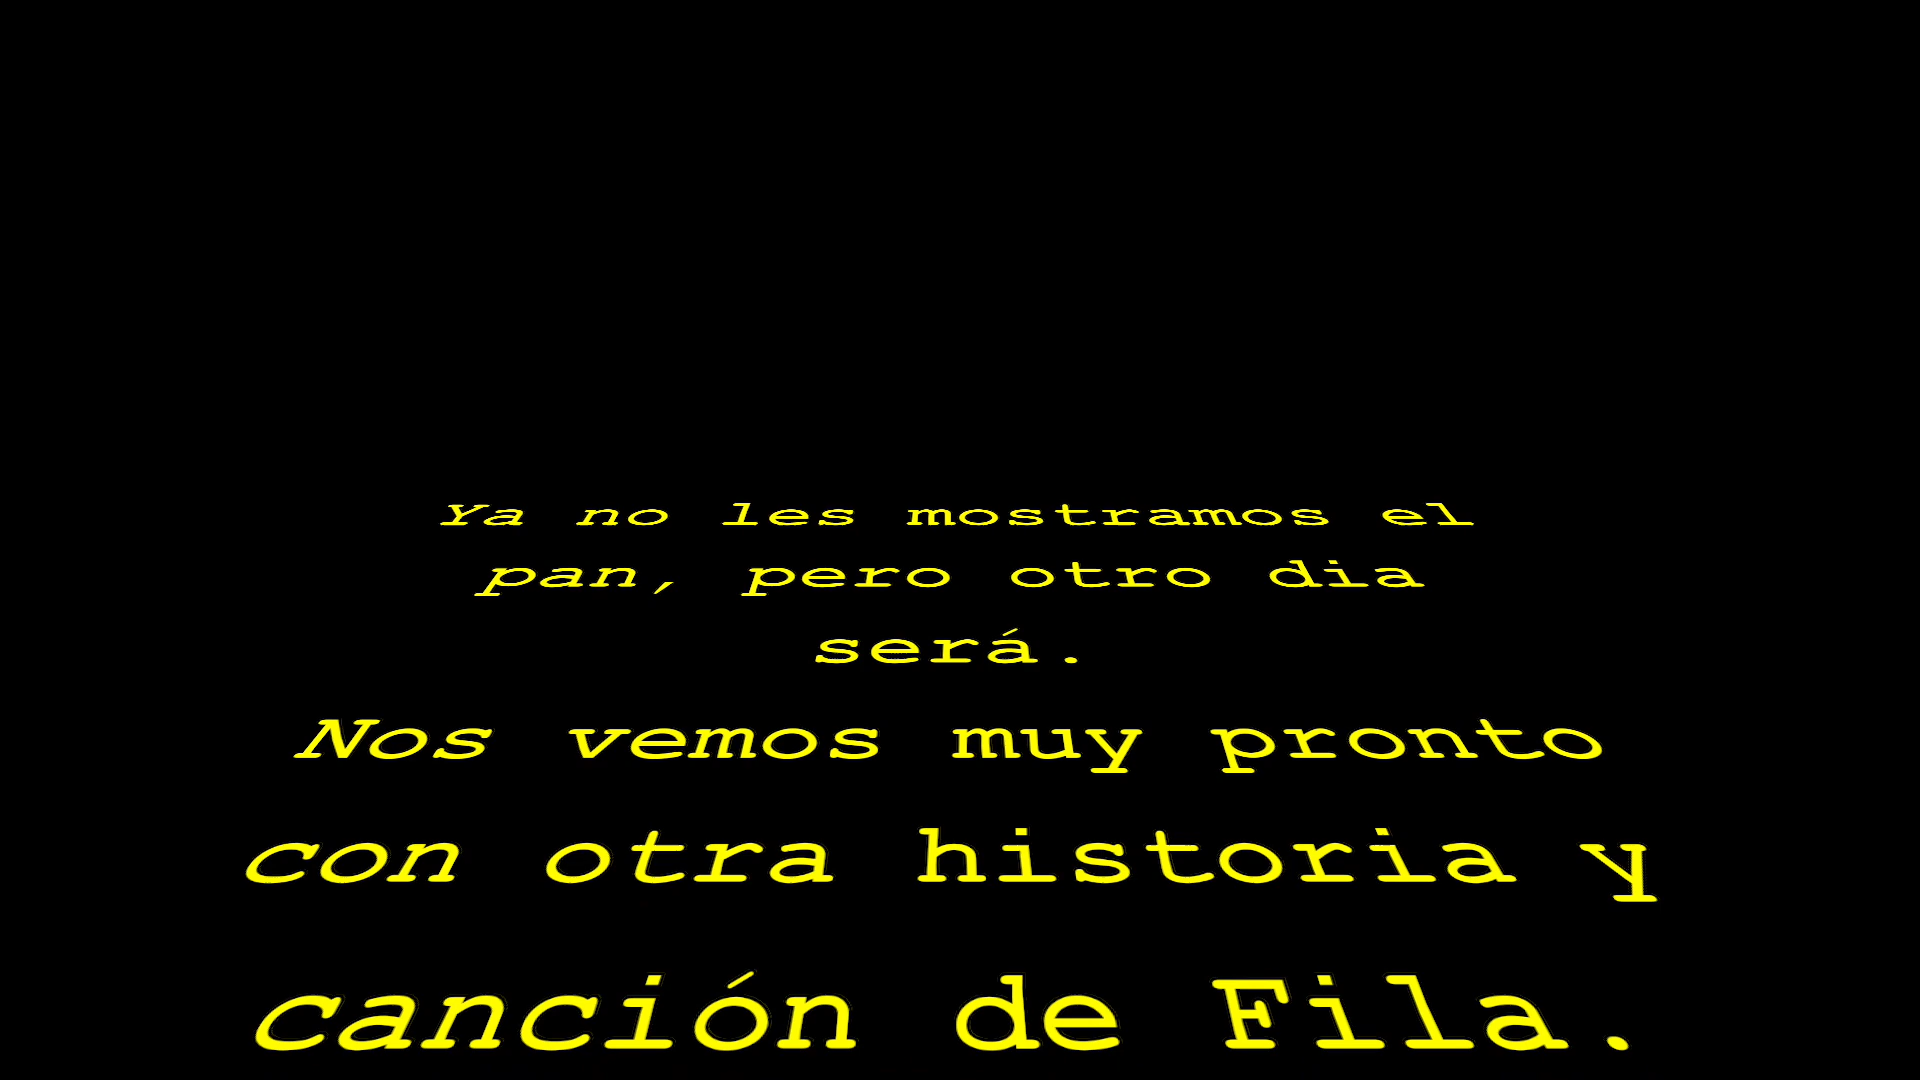 Ya no les mostramos el
pan, pero otro dia
será.
Nos vemos muy pronto
con otra historia y
canción de Fila.